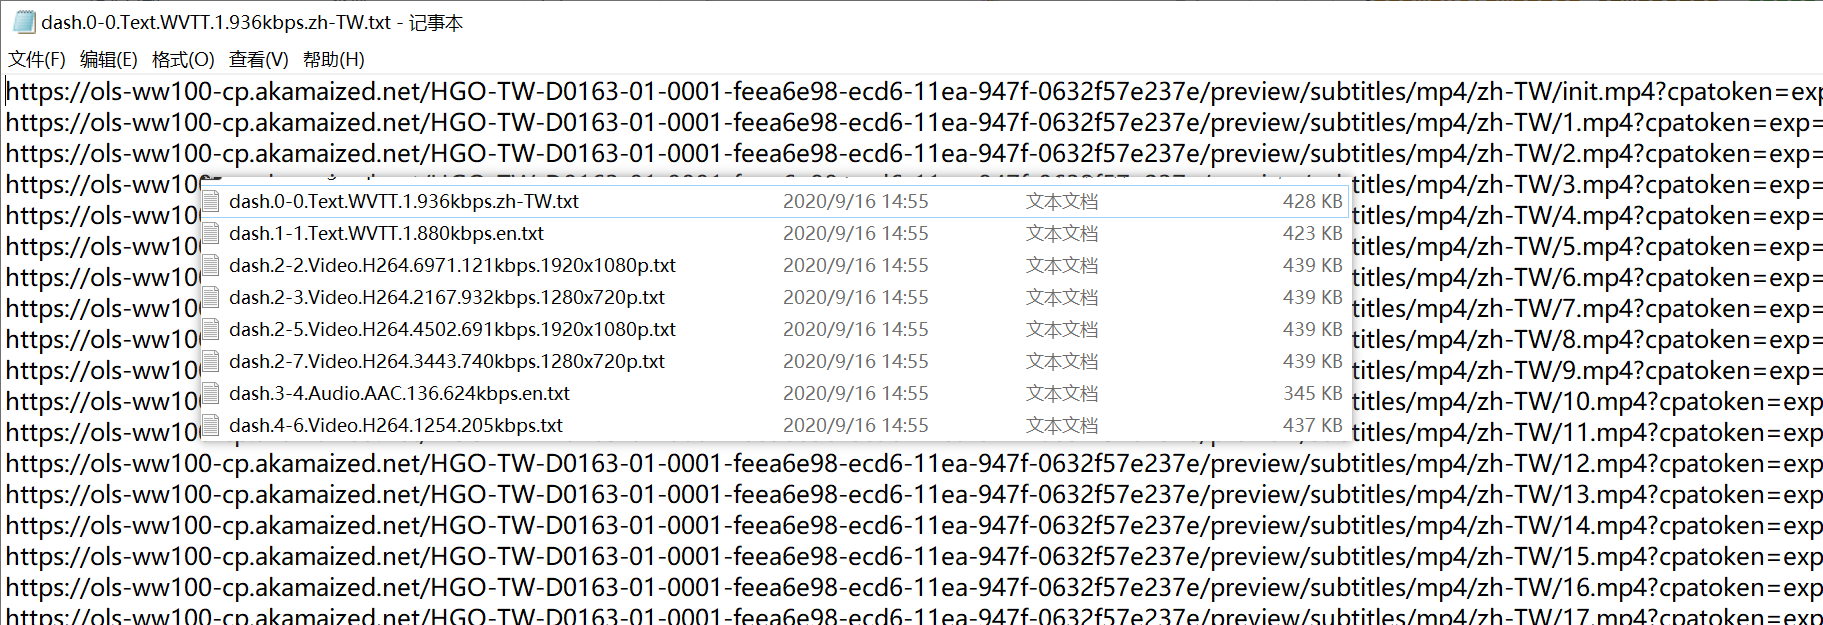 dash.0-0.Text.WVTT.1.936kbps.zh-TW.txt - 记事本
文件(F) 编辑(E) 格式(O) 查看(V) 帮助(H)
https://ols-ww100-cp.akamaized.net/HGO-TW-D0163-01-0001-feea6e98-ecd6-11ea-947f-0632f57e237e/preview/subtitles/mp4/zh-TW/init.mp4?cpatoken=exp
https://ols-ww100-cp.akamaized.net/HGO-TW-D0163-01-0001-feea6e98-ecd6-11ea-947f-0632f57e237e/preview/subtitles/mp4/zh-TW/1.mp4?cpatoken=exp=
https://ols-ww100-cp.akamaized.net/HGO-TW-D0163-01-0001-feea6e98-ecd6-11ea-947f-0632f57e237e/preview/subtitles/mp4/zh-TW/2.mp4?cpatoken=exp=
https://ols-ww10 titles/mp4/zh-TW/3.mp4?cpatoken=exp=
dash.0-0.Text.WVTT.1.936kbps.zh-TW.txt 2020/9/16 14:55 文本文档 428 KB
https://ols-ww10 titles/mp4/zh-TW/4.mp4?cpatoken=exp=
dash.1-1.Text.WVTT.1.880kbps.en.txt 2020/9/16 14:55 文本文档 423 KB
https://ols-ww10 titles/mp4/zh-TW/5.mp4?cpatoken=exp=
dash.2-2.Video.H264.6971.121kbps.1920x1080p.txt 2020/9/16 14:55 文本文档 439 KB
https://ols-ww10 titles/mp4/zh-TW/6.mp4?cpatoken=exp=
dash.2-3.Video.H264.2167.932kbps.1280x720p.txt 2020/9/16 14:55 文本文档 439 KB
https://ols-ww10 titles/mp4/zh-TW/7.mp4?cpatoken=exp=
dash.2-5.Video.H264.4502.691kbps.1920x1080p.txt 2020/9/16 14:55 文本文档 439 KB
https://ols-ww10 titles/mp4/zh-TW/8.mp4?cpatoken=exp=
dash.2-7.Video.H264.3443.740kbps.1280x720p.txt 2020/9/16 14:55 文本文档 439 KB
https://ols-ww10 titles/mp4/zh-TW/9.mp4?cpatoken=exp=
dash.3-4.Audio.AAC.136.624kbps.en.txt 2020/9/16 14:55 文本文档 345 KB
https://ols-ww10 titles/mp4/zh-TW/10.mp4?cpatoken=exp
dash.4-6.Video.H264.1254.205kbps.txt 2020/9/16 14:55 文本文档 437 KB
https://ols-ww10 titles/mp4/zh-TW/11.mp4?cpatoken=exp
https://ols-ww100-cp.akamaized.net/HGO-TW-D0163-01-0001-feea6e98-ecd6-11ea-947f-0632f57e237e/preview/subtitles/mp4/zh-TW/12.mp4?cpatoken=exp
https://ols-ww100-cp.akamaized.net/HGO-TW-D0163-01-0001-feea6e98-ecd6-11ea-947f-0632f57e237e/preview/subtitles/mp4/zh-TW/13.mp4?cpatoken=exp
https://ols-ww100-cp.akamaized.net/HGO-TW-D0163-01-0001-feea6e98-ecd6-11ea-947f-0632f57e237e/preview/subtitles/mp4/zh-TW/14.mp4?cpatoken=exp
https://ols-ww100-cp.akamaized.net/HGO-TW-D0163-01-0001-feea6e98-ecd6-11ea-947f-0632f57e237e/preview/subtitles/mp4/zh-TW/15.mp4?cpatoken=exp
https://ols-ww100-cp.akamaized.net/HGO-TW-D0163-01-0001-feea6e98-ecd6-11ea-947f-0632f57e237e/preview/subtitles/mp4/zh-TW/16.mp4?cpatoken=exp
https://ols-ww100-cp.akamaized.net/HGO-TW-D0163-01-0001-feea6e98-ecd6-11ea-947f-0632f57e237e/preview/subtitles/mp4/zh-TW/17.mp4?cpatoken=exp